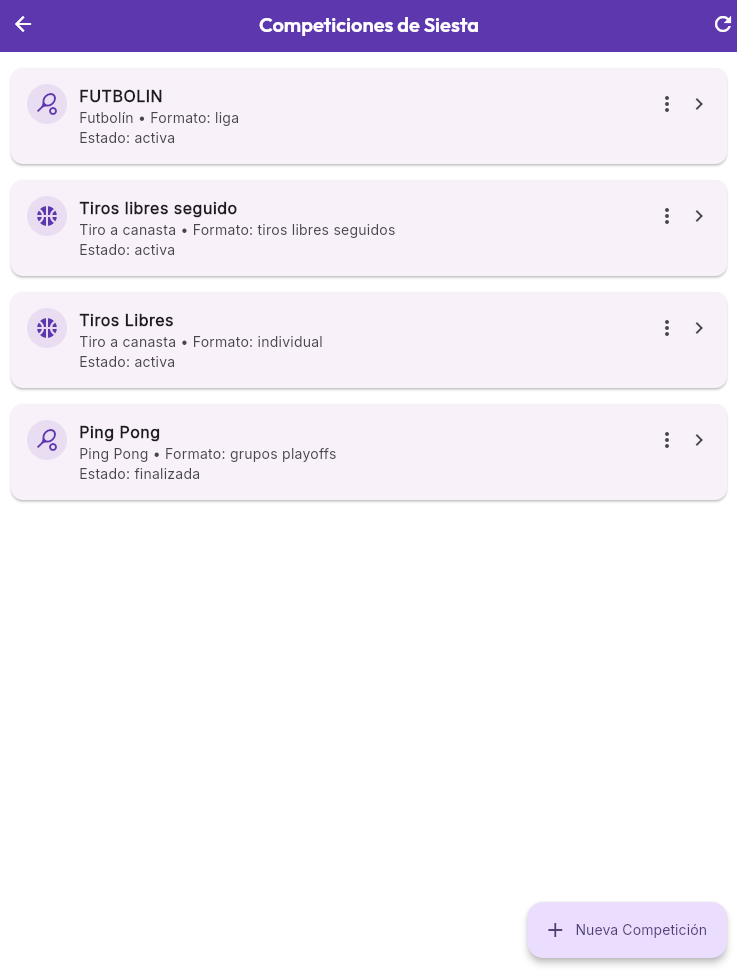 Competiciones de Siesta
FUTBOLIN
Futbolín • Formato: liga
Estado: activa
Tiros libres seguido
Tiro a canasta • Formato: tiros libres seguidos
Estado: activa
Tiros Libres
Tiro a canasta • Formato: individual
Estado: activa
Ping Pong
Ping Pong • Formato: grupos playoffs
Estado: finalizada
Nueva Competición